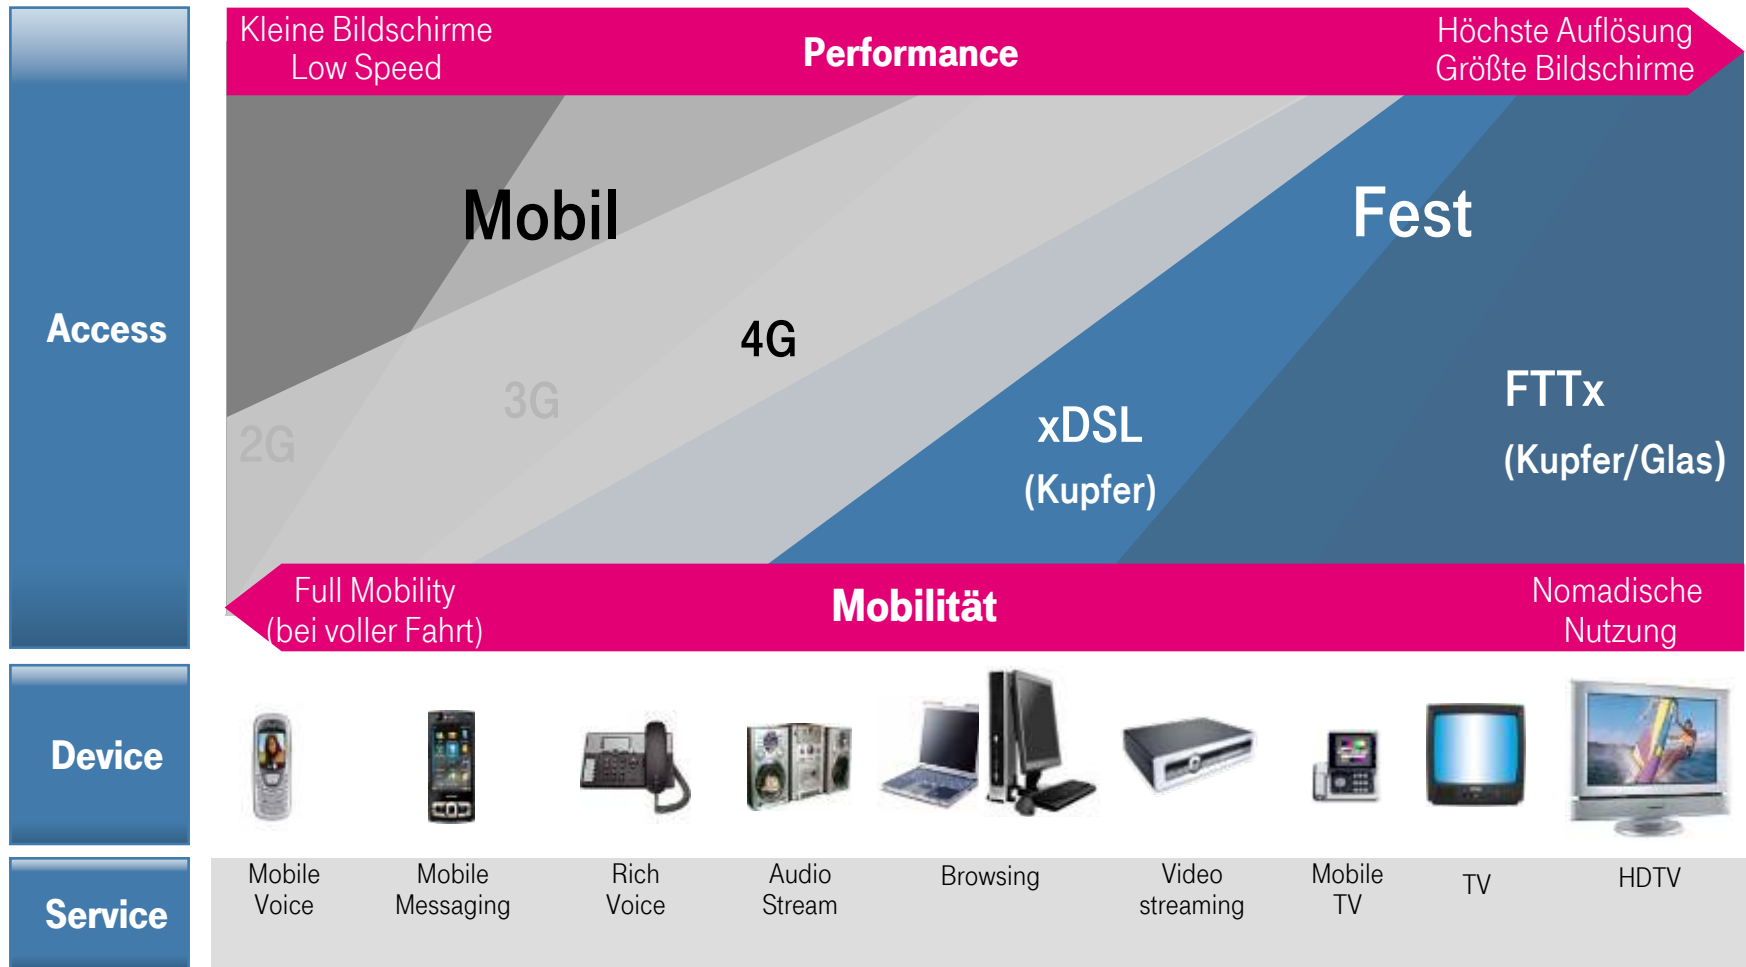 Kleine Bildschirme
Low Speed
Performance
Höchste Auflösung
Größte Bildschirme
Access
Mobil
Fest
4G
3G
2G
xDSL
(Kupfer)
FTTx
(Kupfer/Glas)
Full Mobility
(bei voller Fahrt)
Mobilität
Nomadische
Nutzung
Device
Service
Mobile
Voice
Mobile
Messaging
Rich
Voice
Audio
Stream
Browsing
Video
streaming
Mobile
TV
TV
HDTV